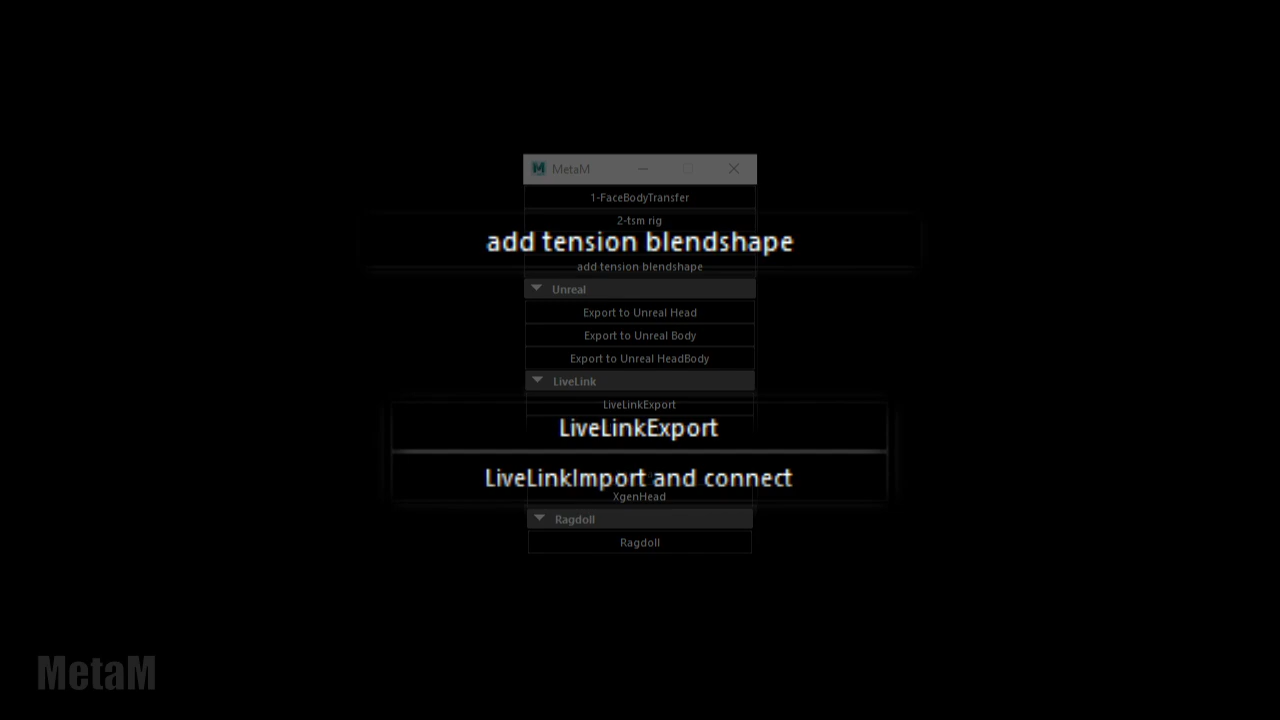 MetaM
1-FaceBodyTransfer
2-tsm rig
add tension blendshape
add tension blendshape
Unreal
Export to Unreal Head
Export to Unreal Body
Export to Unreal HeadBody
LiveLink
LiveLinkExport
LiveLinkExport
LiveLinkImport and connect
XgenHead
Ragdoll
Ragdoll
MetaM